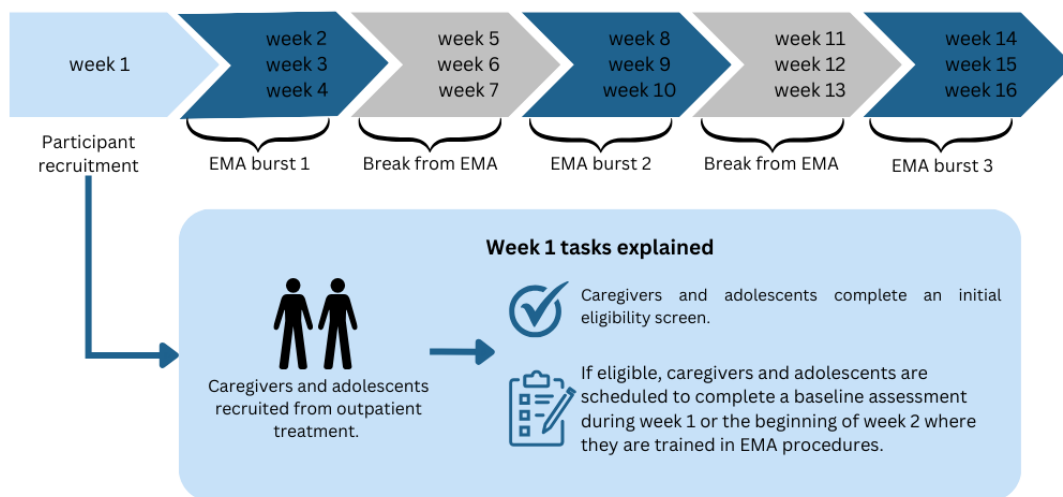 week 1
week 2
week 3
week 4
week 5
week 6
week 7
week 8
week 9
week 10
week 11
week 12
week 13
week 14
week 15
week 16
Participant
recruitment
EMA burst 1
Break from EMA
EMA burst 2
Break from EMA
EMA burst 3
Week 1 tasks explained
Caregivers and adolescents
recruited from outpatient
treatment.
Caregivers and adolescents complete an initial
eligibility screen.
If eligible, caregivers and adolescents are
scheduled to complete a baseline assessment
during week 1 or the beginning of week 2 where
they are trained in EMA procedures.